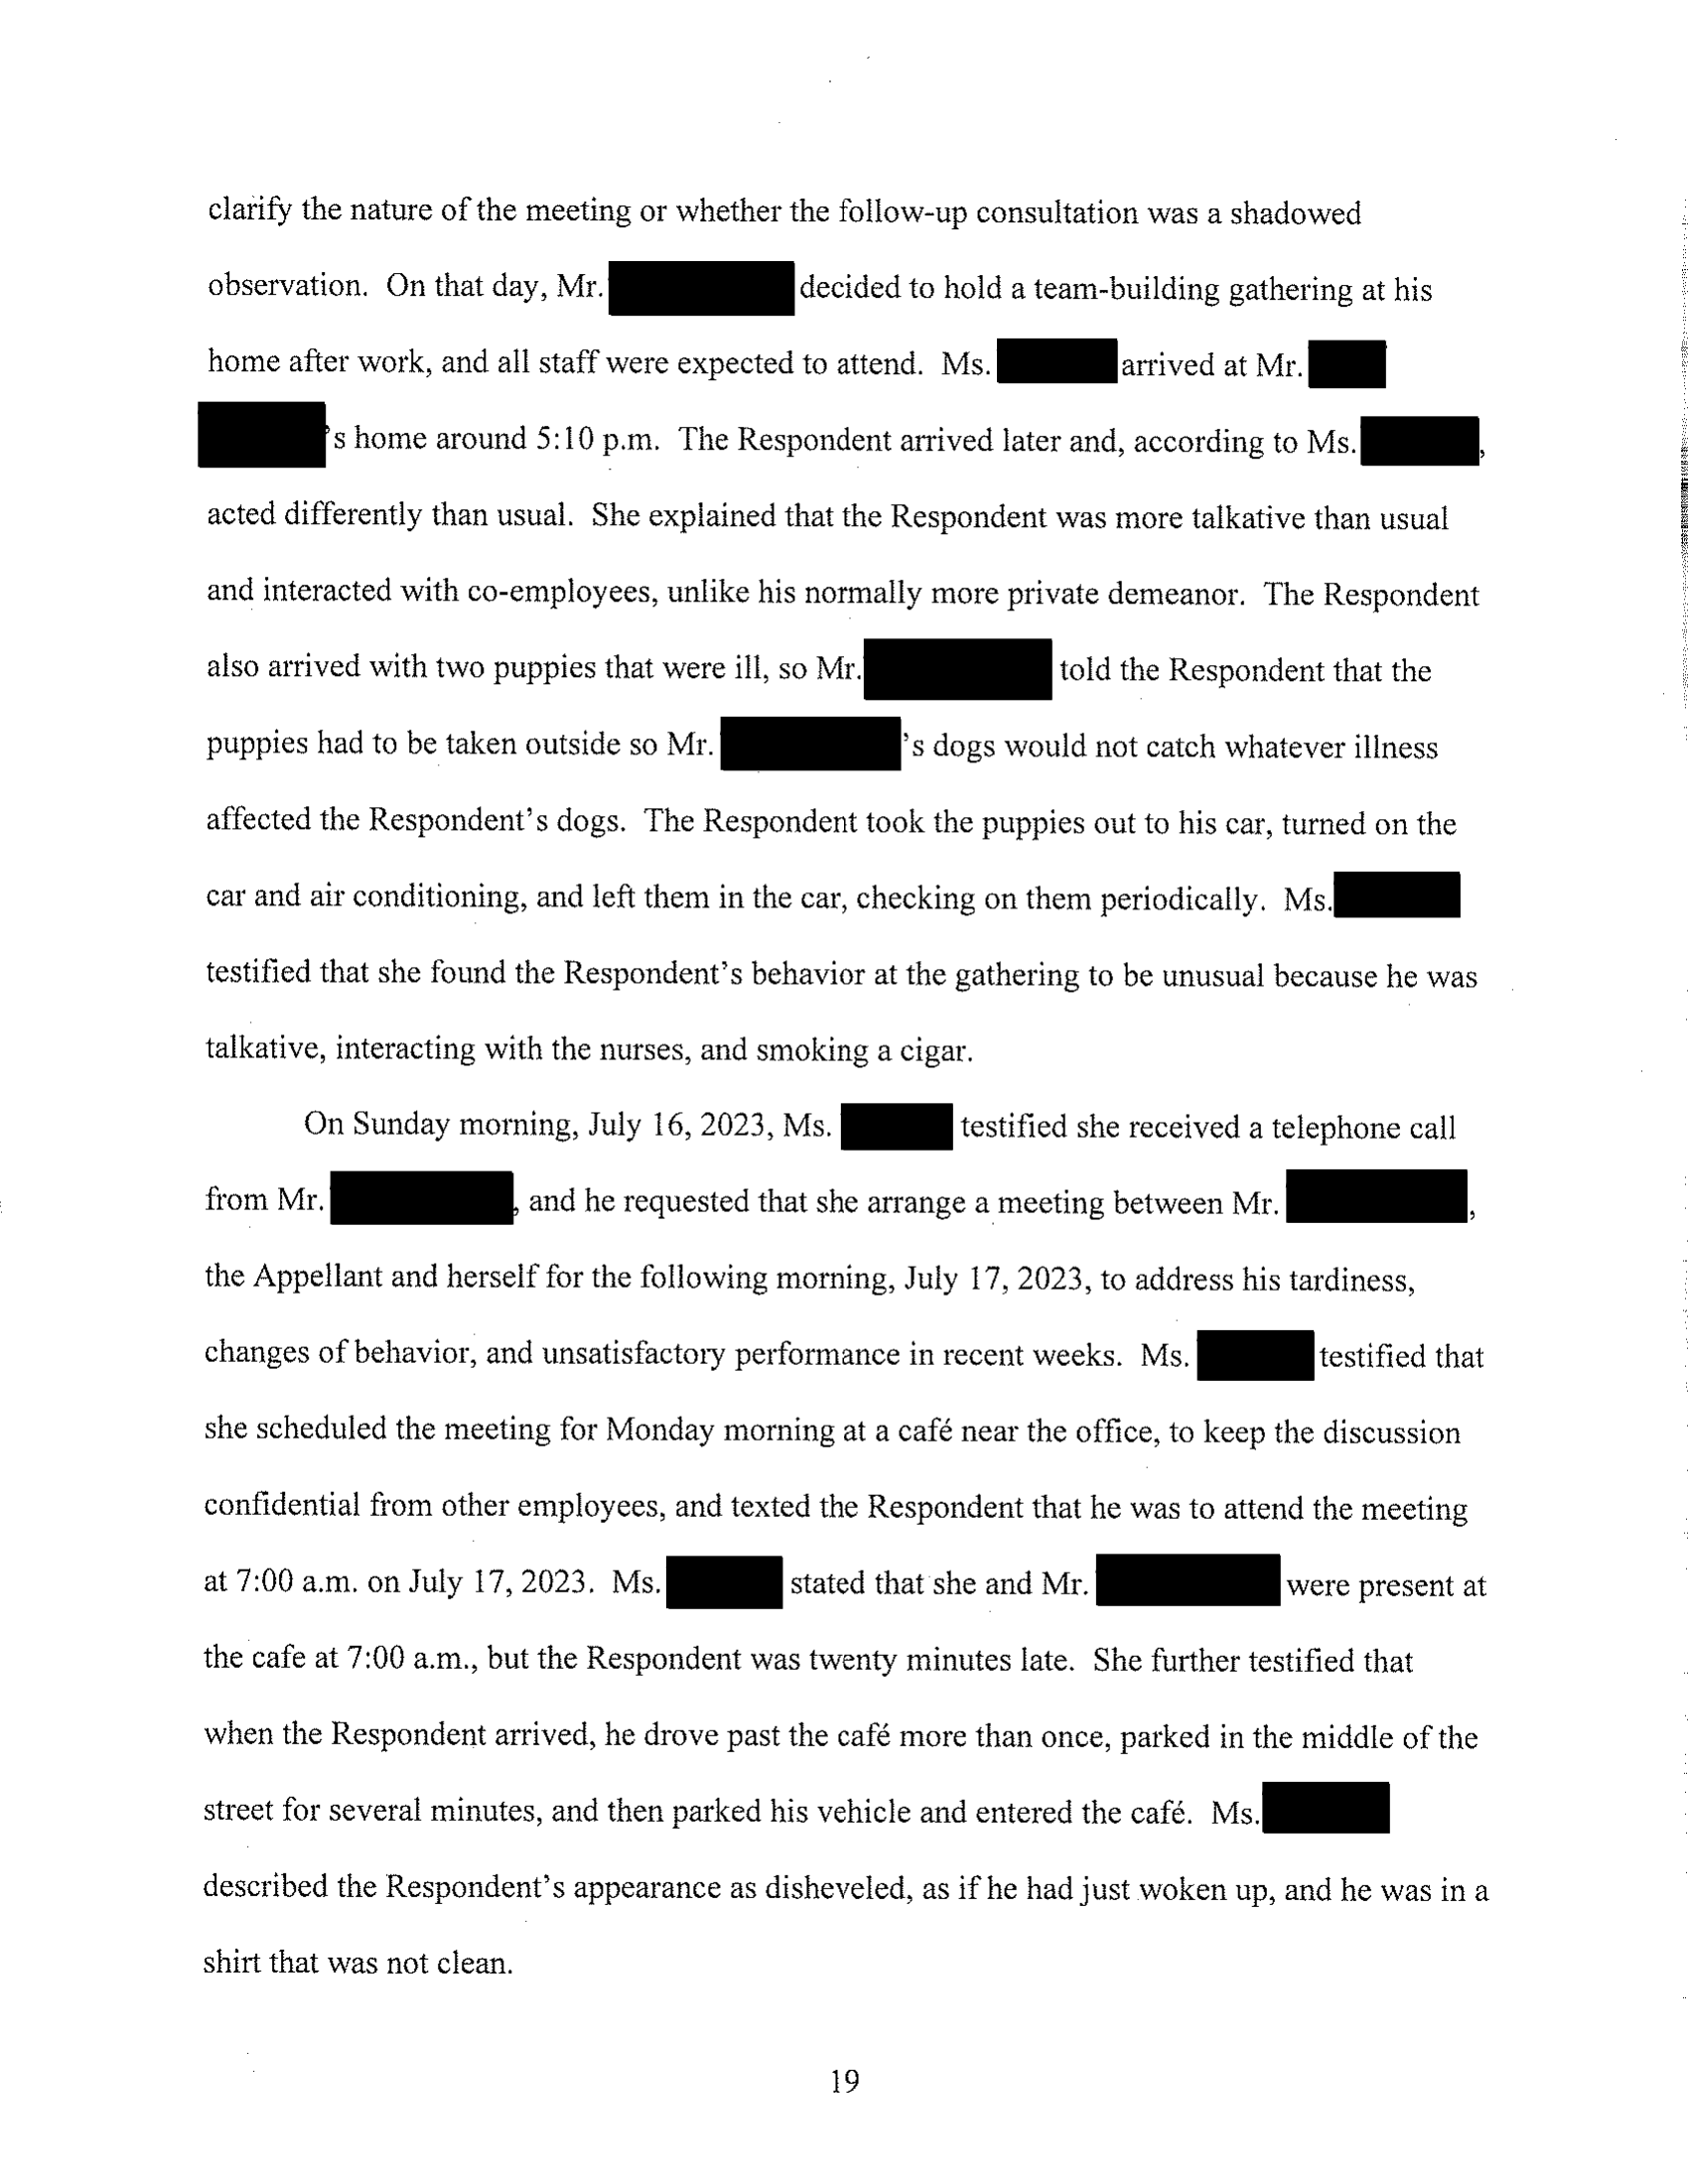 clarify the nature of the meeting or whether the follow-up consultation was a shadowed
observation. On that day, Mr. decided to hold a team-building gathering at his
home after work, and all staff were expected to attend. Ms. arrived at Mr.
's home around 5:10 p.m. The Respondent arrived later and, according to Ms. ,
acted differently than usual. She explained that the Respondent was more talkative than usual
and interacted with co-employees, unlike his normally more private demeanor. The Respondent
also arrived with two puppies that were ill, so Mr. told the Respondent that the
puppies had to be taken outside so Mr. 's dogs would not catch whatever illness
affected the Respondent's dogs. The Respondent took the puppies out to his car, turned on the
car and air conditioning, and left them in the car, checking on them periodically. Ms.
testified that she found the Respondent's behavior at the gathering to be unusual because he was
talkative, interacting with the nurses, and smoking a cigar.
On Sunday morning, July 16, 2023, Ms. testified she received a telephone call
from Mr. , and he requested that she arrange a meeting between Mr. ,
the Appellant and herself for the following morning, July 17, 2023, to address his tardiness,
changes of behavior, and unsatisfactory performance in recent weeks. Ms. testified that
she scheduled the meeting for Monday morning at a café near the office, to keep the discussion
confidential from other employees, and texted the Respondent that he was to attend the meeting
at 7:00 a.m. on July 17, 2023. Ms. stated that she and Mr. were present at
the cafe at 7:00 a.m., but the Respondent was twenty minutes late. She further testified that
when the Respondent arrived, he drove past the café more than once, parked in the middle of the
street for several minutes, and then parked his vehicle and entered the café. Ms.
described the Respondent's appearance as disheveled, as if he had just woken up, and he was in a
shirt that was not clean.
19